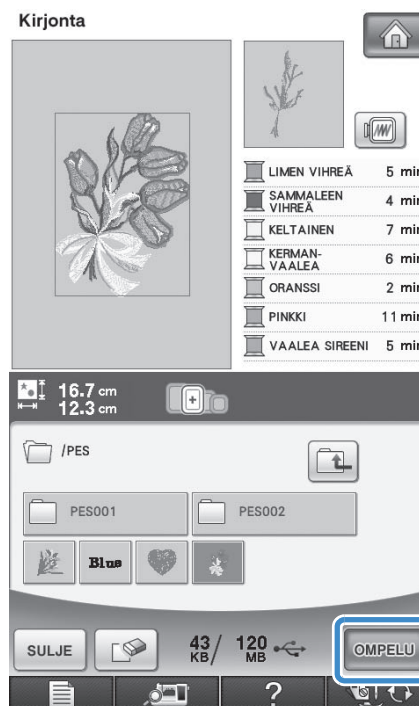 Kirjonta
LIMEN VIHREÄ 5 min
SAMMALEEN
VIHREÄ 4 min
KELTAINEN 7 min
KERMAN-
VAALEA 6 min
ORANSSI 2 min
PINKKI 11 min
VAALEA SIREENI 5 min
16.7 cm
12.3 cm
/PES
PES001 PES002
Blue
SULJE 43 KB/ 120 MB OMPELU
?